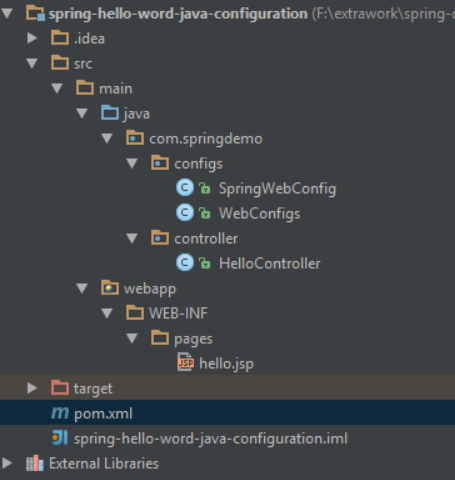 spring-hello-word-java-configuration (F:\extrawork\spring-
.idea
src
main
java
com.springdemo
configs
C SpringWebConfig
C WebConfigs
controller
C HelloController
webapp
WEB-INF
pages
JSP hello.jsp
target
m pom.xml
spring-hello-word-java-configuration.iml
External Libraries